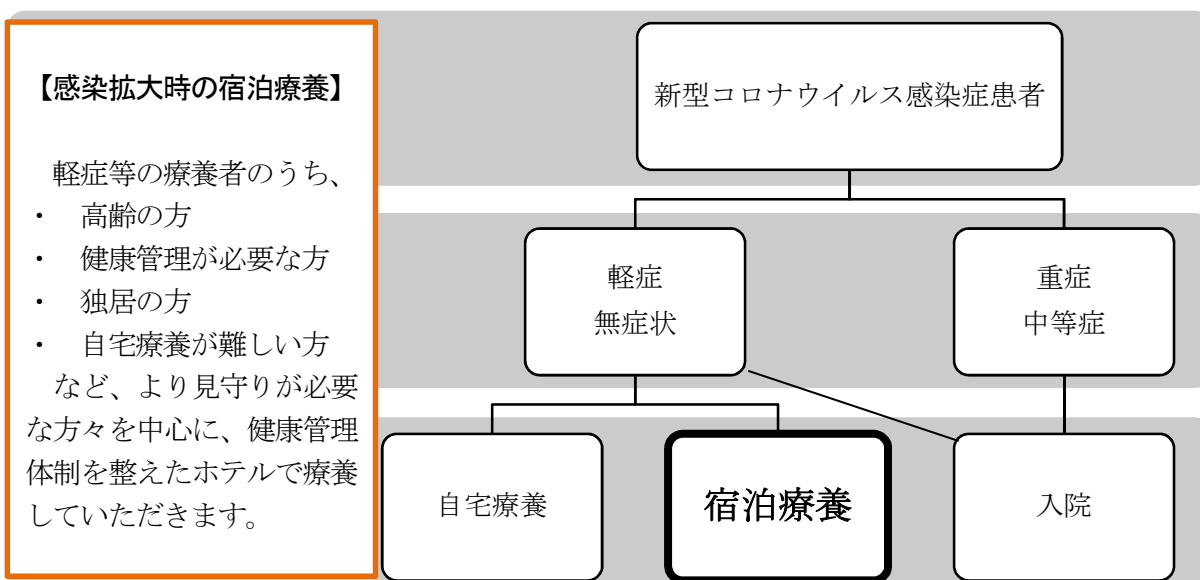 【感染拡大時の宿泊療養】
軽症等の療養者のうち、
・　高齢の方
・　健康管理が必要な方
・　独居の方
・　自宅療養が難しい方
など、より見守りが必要
な方々を中心に、健康管理
体制を整えたホテルで療養
していただきます。
新型コロナウイルス感染症患者
軽症
無症状
重症
中等症
自宅療養
宿泊療養
入院